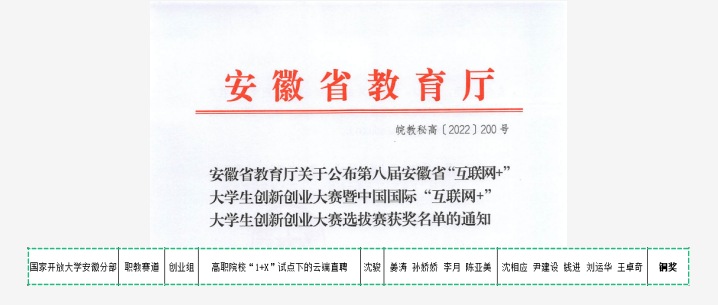 安徽省教育厅
皖教秘高〔2022〕200号
安徽省教育厅关于公布第八届安徽省“互联网+”
大学生创新创业大赛暨中国国际“互联网+”
大学生创新创业大赛选拔赛获奖名单的通知
国家开放大学安徽分部 职教赛道 创业组 高职院校“1+X”试点下的云端直聘 沈骏 姜涛 孙娇娇 李月 陈亚美 沈相应 尹建设 钱进 刘运华 王卓奇 铜奖